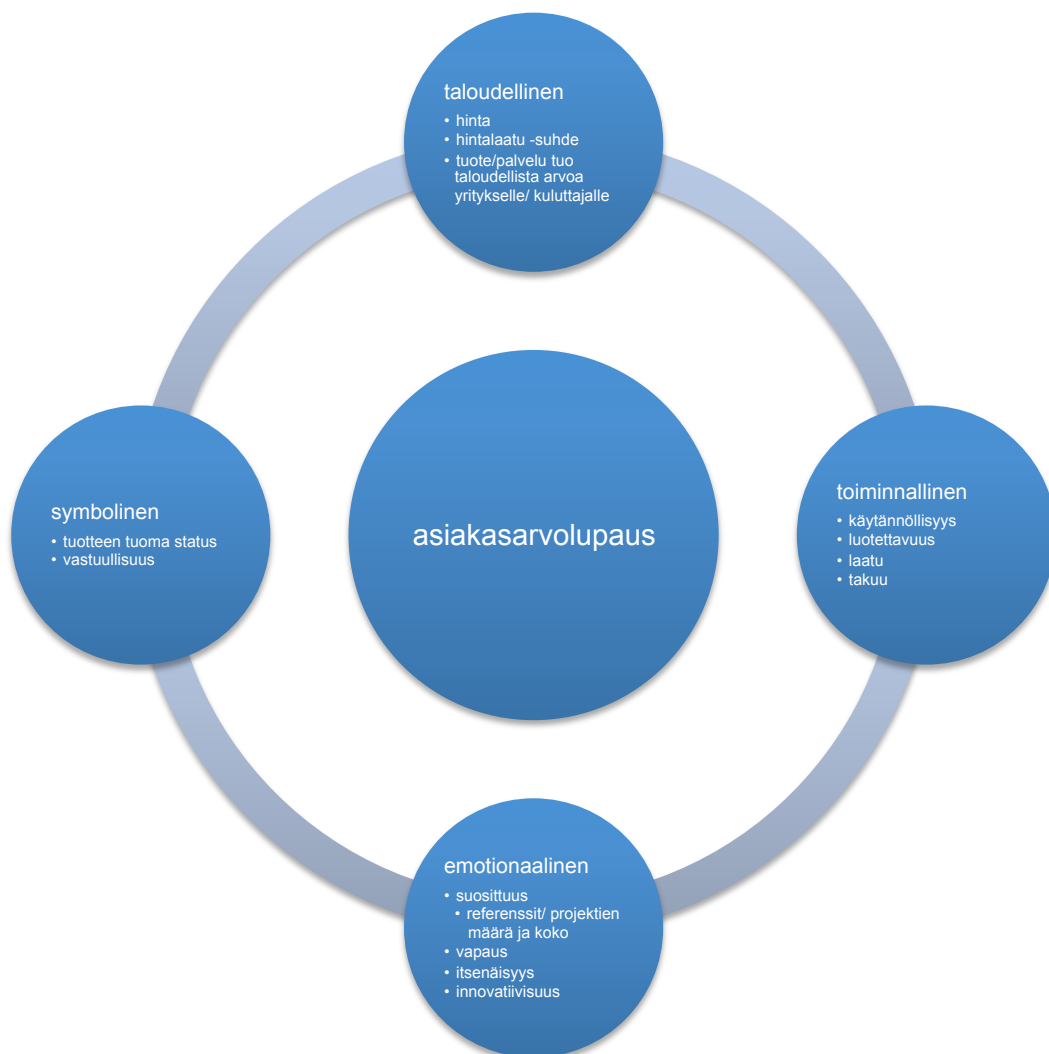 taloudellinen
• hinta
• hintalaatu -suhde
• tuote/palvelu tuo
taloudellista arvoa
yritykselle/ kuluttajalle
symbolinen
• tuotteen tuoma status
• vastuullisuus
asiakasarvolupaus
toiminnallinen
• käytännöllisyys
• luotettavuus
• laatu
• takuu
emotionaalinen
• suosittuus
• referenssit/ projektien
määrä ja koko
• vapaus
• itsenäisyys
• innovatiivisuus